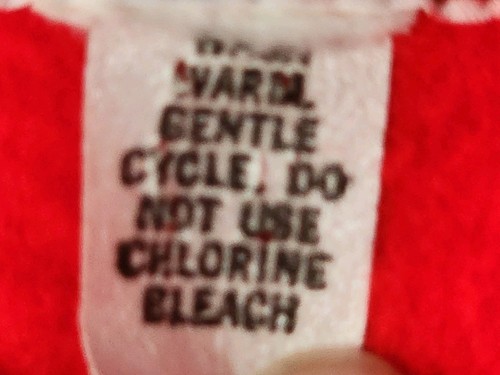 WARM,
GENTLE
CYCLE. DO
NOT USE
CHLORINE
BLEACH